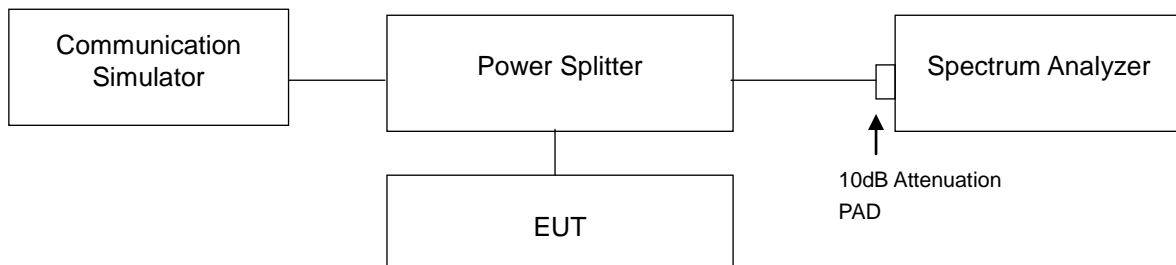 Communication
Simulator
Power Splitter
Spectrum Analyzer
10dB Attenuation
PAD
EUT